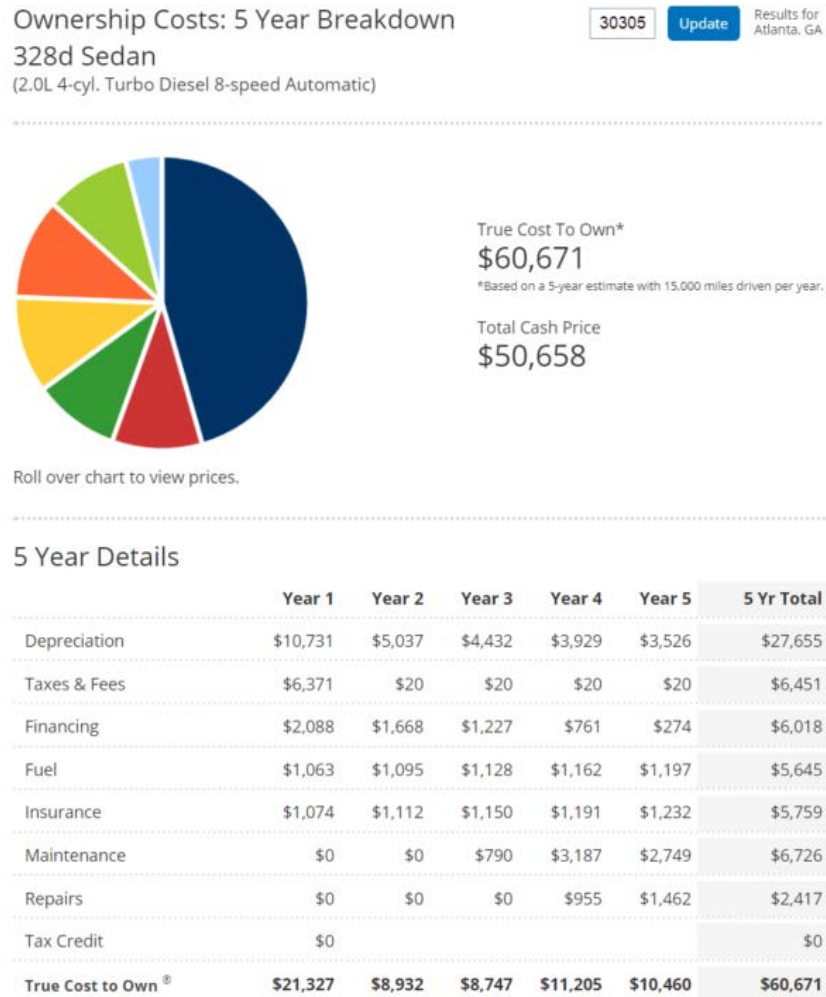 Ownership Costs: 5 Year Breakdown
30305 Update Results for
Atlanta, GA
328d Sedan
(2.0L 4-cyl. Turbo Diesel 8-speed Automatic)
True Cost To Own*
$60,671
*Based on a 5-year estimate with 15,000 miles driven per year.
Total Cash Price
$50,658
Roll over chart to view prices.
5 Year Details
Year 1 Year 2 Year 3 Year 4 Year 5 5 Yr Total
Depreciation $10,731 $5,037 $4,432 $3,929 $3,526 $27,655
Taxes & Fees $6,371 $20 $20 $20 $20 $6,451
Financing $2,088 $1,668 $1,227 $761 $274 $6,018
Fuel $1,063 $1,095 $1,128 $1,162 $1,197 $5,645
Insurance $1,074 $1,112 $1,150 $1,191 $1,232 $5,759
Maintenance $0 $0 $790 $3,187 $2,749 $6,726
Repairs $0 $0 $0 $955 $1,462 $2,417
Tax Credit $0 $0
True Cost to Own ® $21,327 $8,932 $8,747 $11,205 $10,460 $60,671